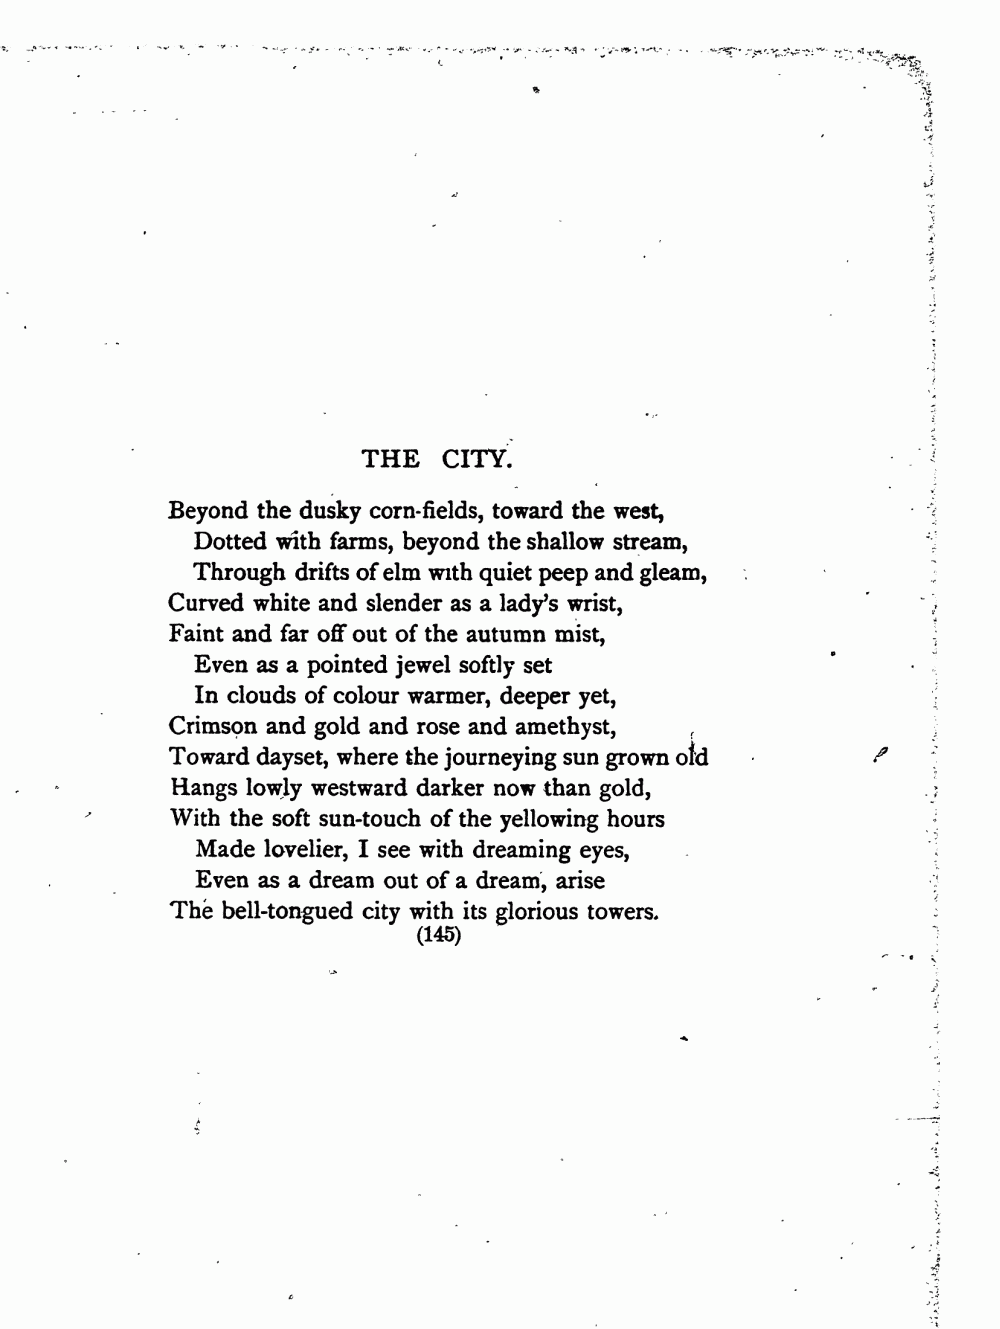 THE CITY.
Beyond the dusky corn-fields, toward the west,
Dotted with farms, beyond the shallow stream,
Through drifts of elm with quiet peep and gleam,
Curved white and slender as a lady's wrist,
Faint and far off out of the autumn mist,
Even as a pointed jewel softly set
In clouds of colour warmer, deeper yet,
Crimson and gold and rose and amethyst,
Toward dayset, where the journeying sun grown old
Hangs lowly westward darker now than gold,
With the soft sun-touch of the yellowing hours
Made lovelier, I see with dreaming eyes,
Even as a dream out of a dream, arise
The bell-tongued city with its glorious towers.
(145)